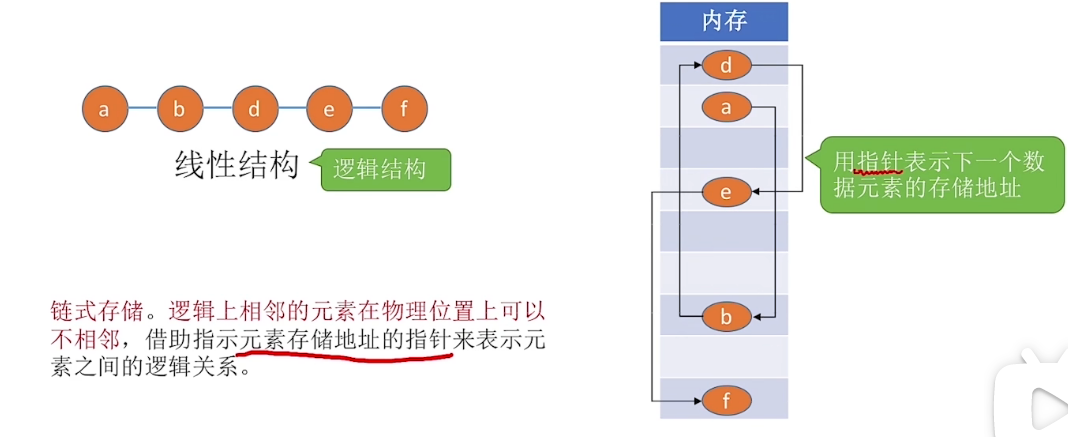 a b d e f
线性结构
逻辑结构
链式存储。逻辑上相邻的元素在物理位置上可以
不相邻，借助指示元素存储地址的指针来表示元
素之间的逻辑关系。
内存
d
a
e
b
f
用指针表示下一个数
据元素的存储地址